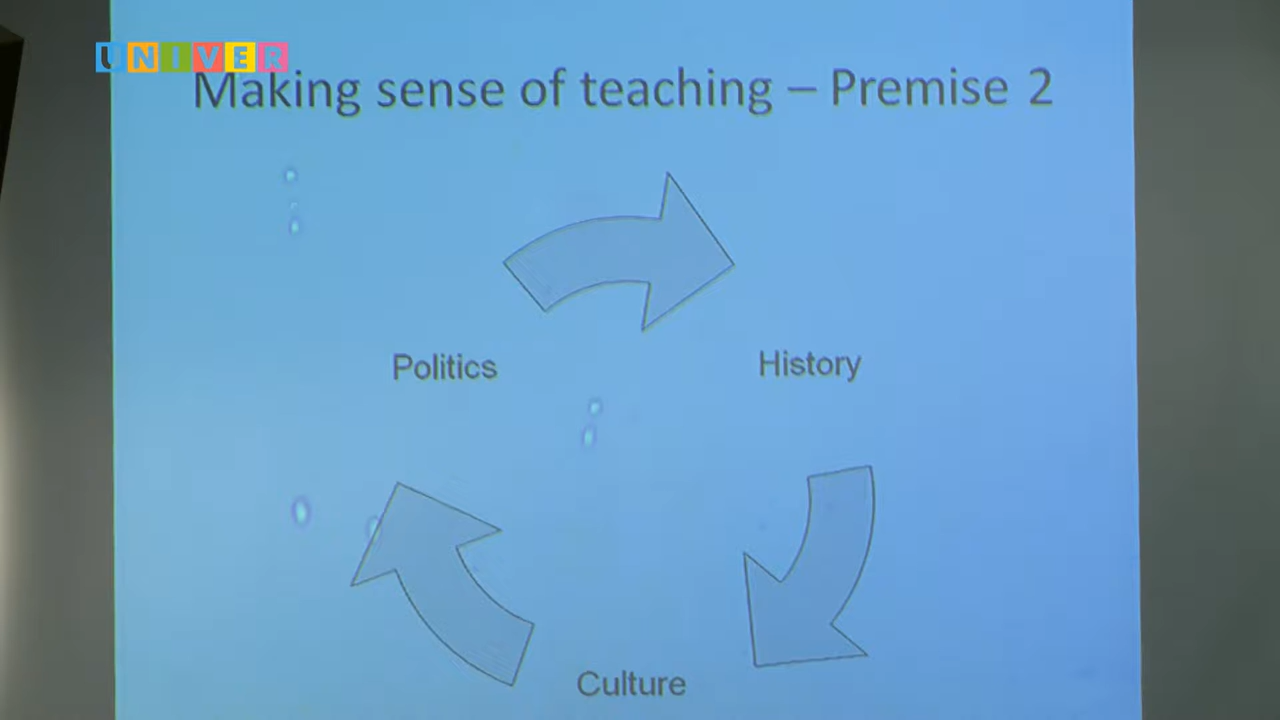 UNIVER
Making sense of teaching – Premise 2
Politics
History
Culture